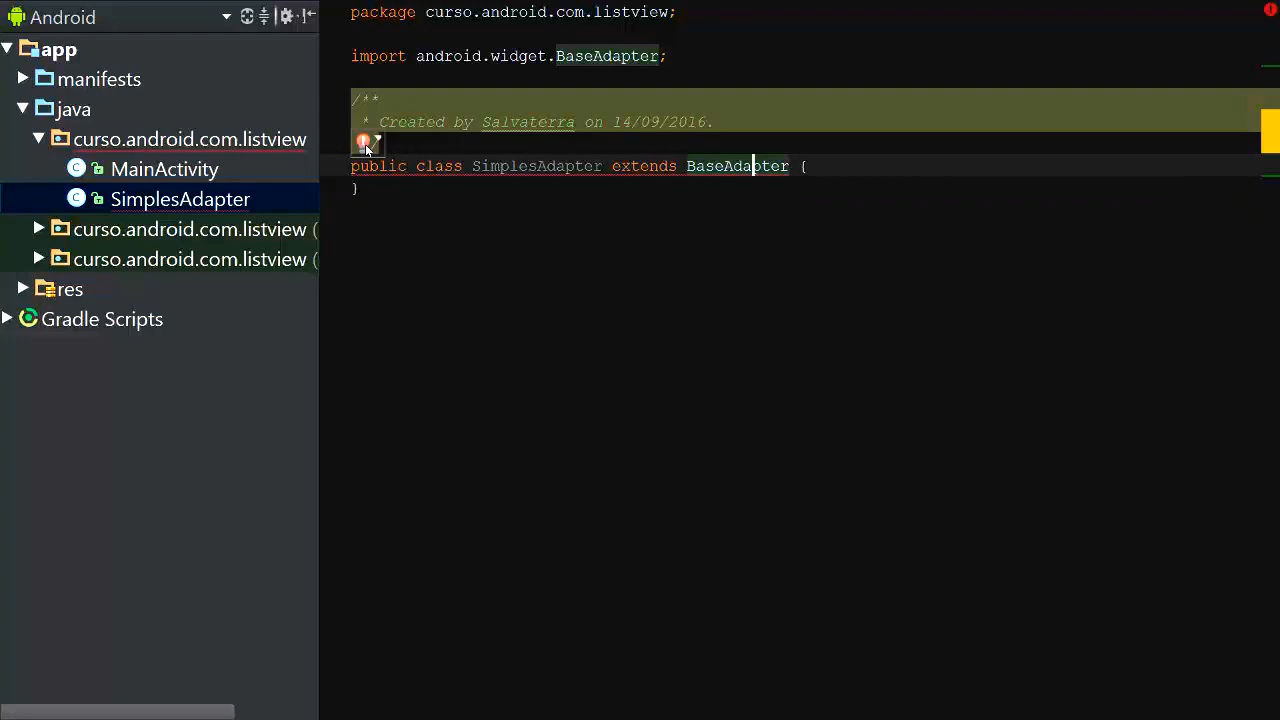 Android
app
manifests
java
curso.android.com.listview
MainActivity
SimplesAdapter
curso.android.com.listview (
curso.android.com.listview (
res
Gradle Scripts
package curso.android.com.listview;
import android.widget.BaseAdapter;
/**
* Created by Salvaterra on 14/09/2016.
public class SimplesAdapter extends BaseAdapter {
}